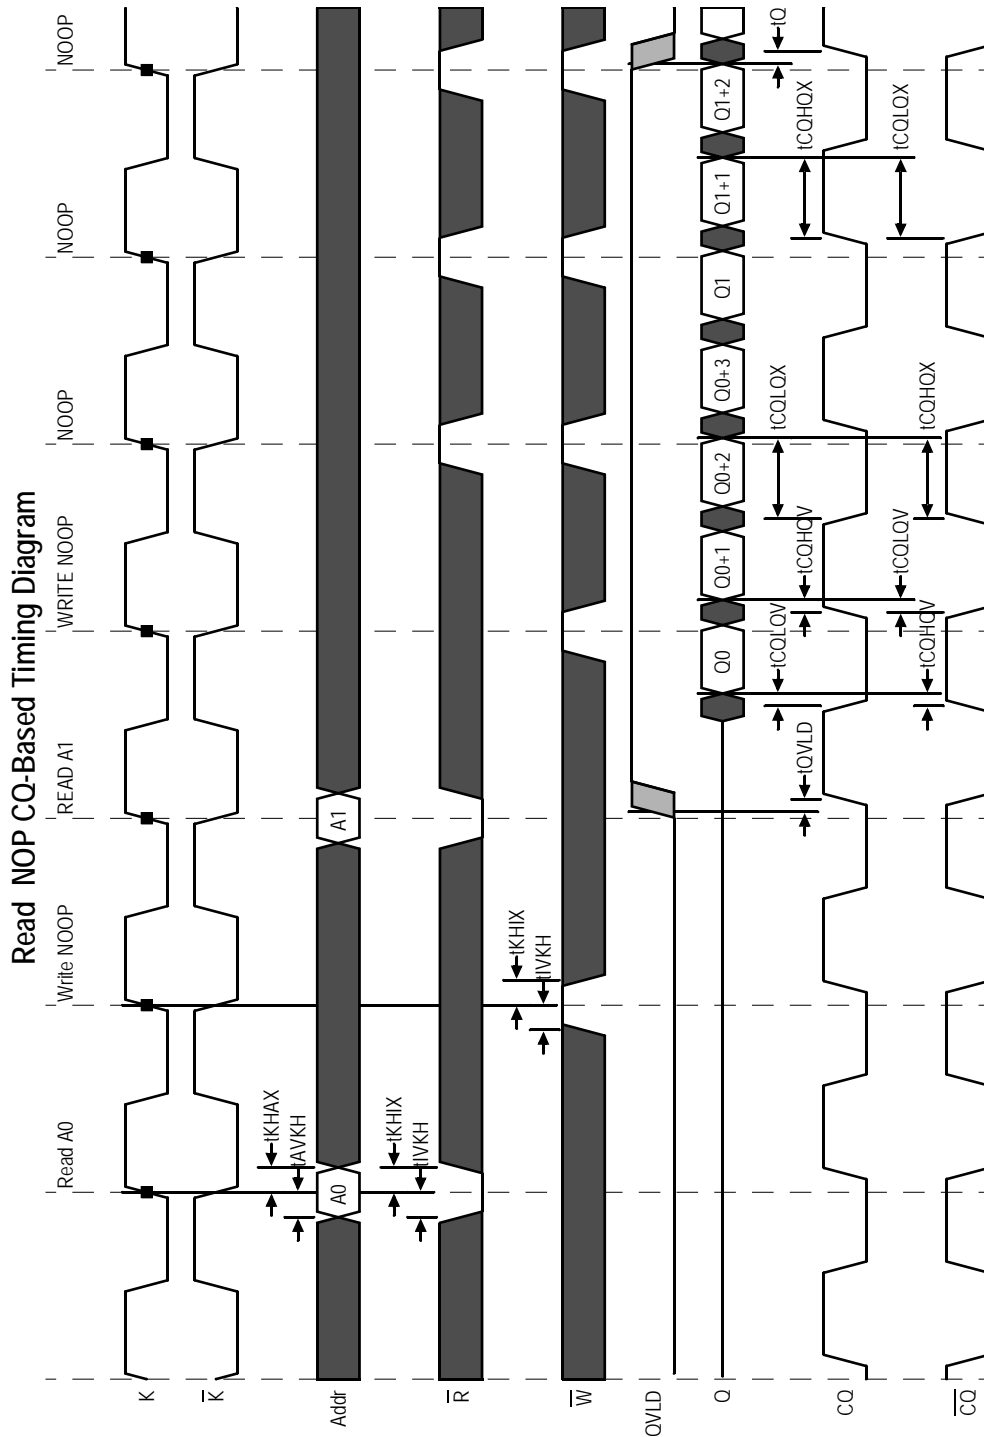 Read NOP CQ-Based Timing Diagram
Read A0
Write NOOP
READ A1
WRITE NOOP
NOOP
NOOP
NOOP
K
K
tKHAX
tAVKH
Addr
A0
A1
tKHIX
tIVKH
R
tKHIX
tIVKH
W
QVLD
Q
Q0
Q0+1
Q0+2
Q0+3
Q1
Q1+1
Q1+2
tQVLD
tCQLQV
tCQHQV
tCQLQX
tCQHQX
tQ
CQ
tCQHQV
tCQLQV
tCQHQX
tCQLQX
CQ